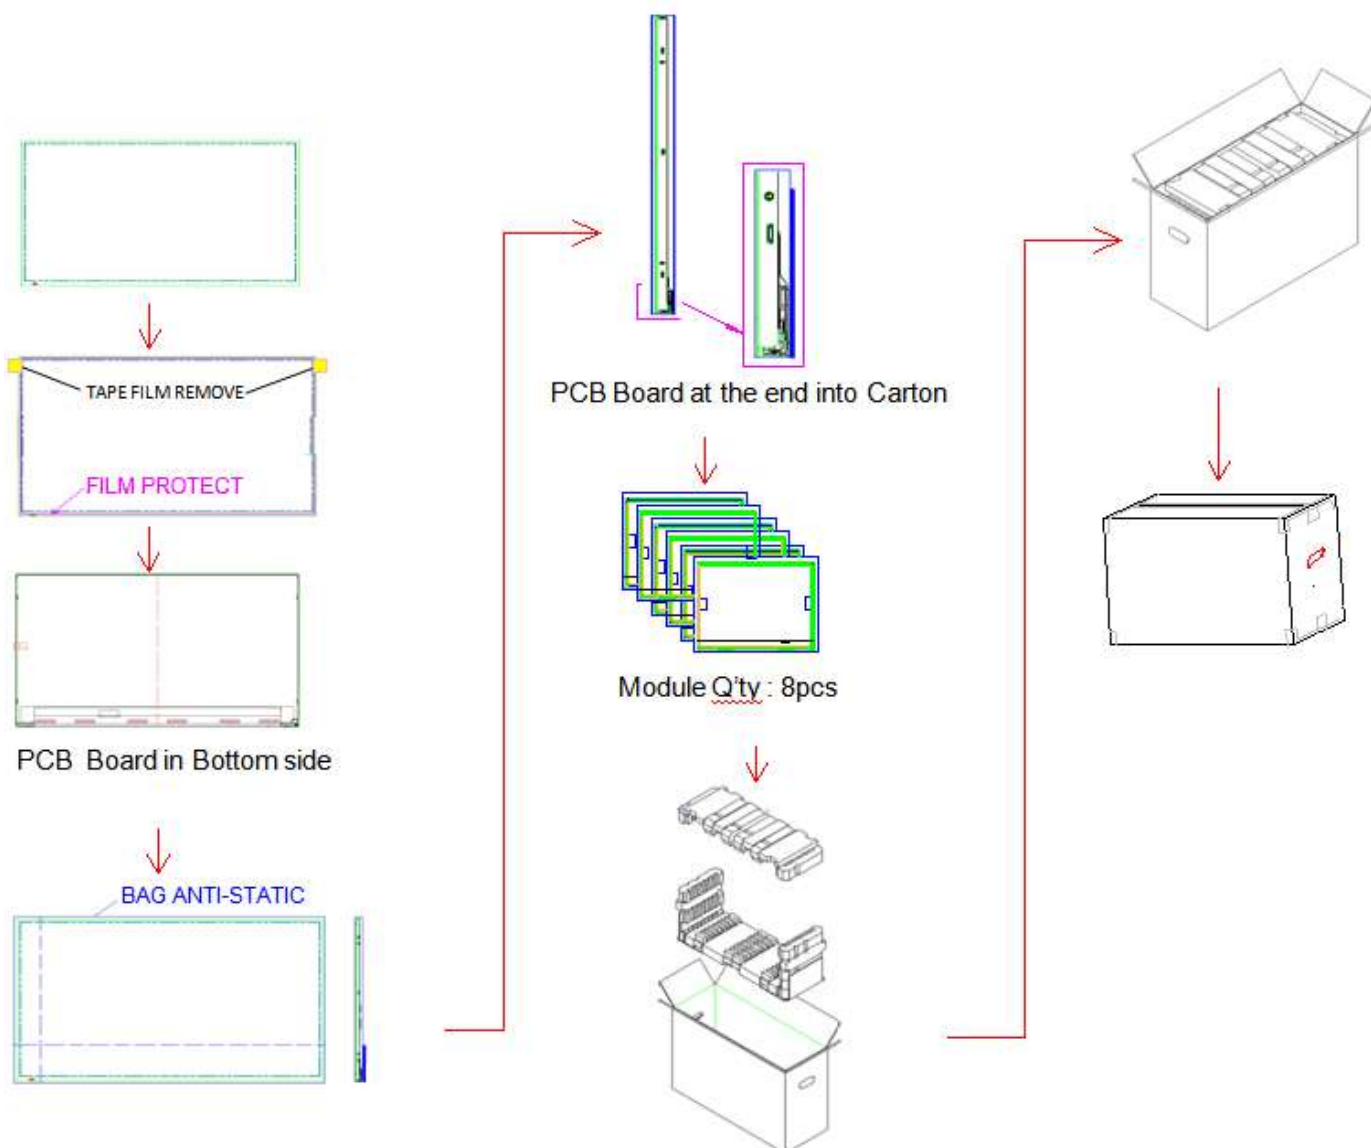 TAPE FILM REMOVE
FILM PROTECT
PCB Board in Bottom side
BAG ANTI-STATIC
PCB Board at the end into Carton
Module Q'ty : 8pcs